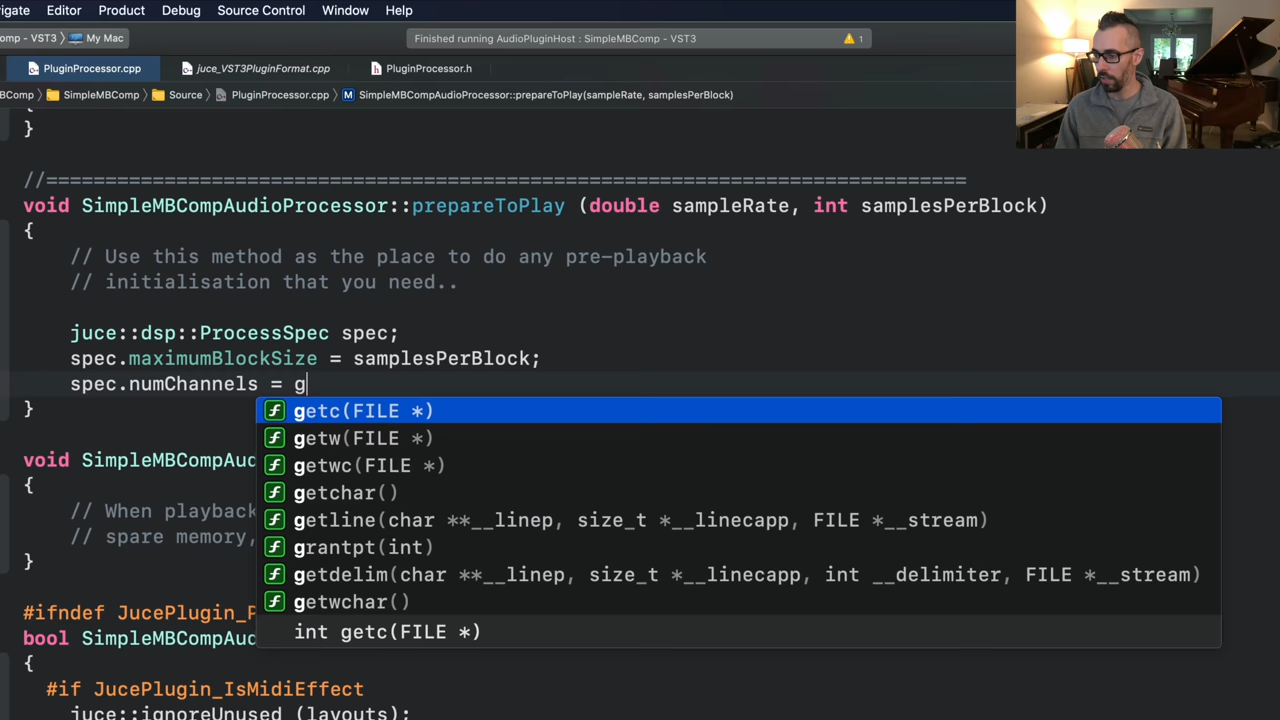 igate Editor Product Debug Source Control Window Help
omp - VST3 〉 My Mac
Finished running AudioPluginHost : SimpleMBComp - VST3
1
PluginProcessor.cpp
juce_VST3PluginFormat.cpp
PluginProcessor.h
BComp 〉 SimpleMBComp 〉 Source 〉 PluginProcessor.cpp 〉 M SimpleMBCompAudioProcessor::prepareToPlay(sampleRate, samplesPerBlock)
{
}
//==============================================================================
void SimpleMBCompAudioProcessor::prepareToPlay (double sampleRate, int samplesPerBlock)
{
// Use this method as the place to do any pre-playback
// initialisation that you need..
juce::dsp::ProcessSpec spec;
spec.maximumBlockSize = samplesPerBlock;
spec.numChannels = g
}
f getc(FILE *)
f getw(FILE *)
f getwc(FILE *)
f getchar()
f getline(char **__linep, size_t *__linecapp, FILE *__stream)
f grantpt(int)
f getdelim(char **__linep, size_t *__linecapp, int __delimiter, FILE *__stream)
f getwchar()
int getc(FILE *)
void SimpleMBCompAud
{
// When playback
// spare memory,
}
#ifndef JucePlugin_P
bool SimpleMBCompAud
{
#if JucePlugin_IsMidiEffect
juce::ignoreUnused (layouts);